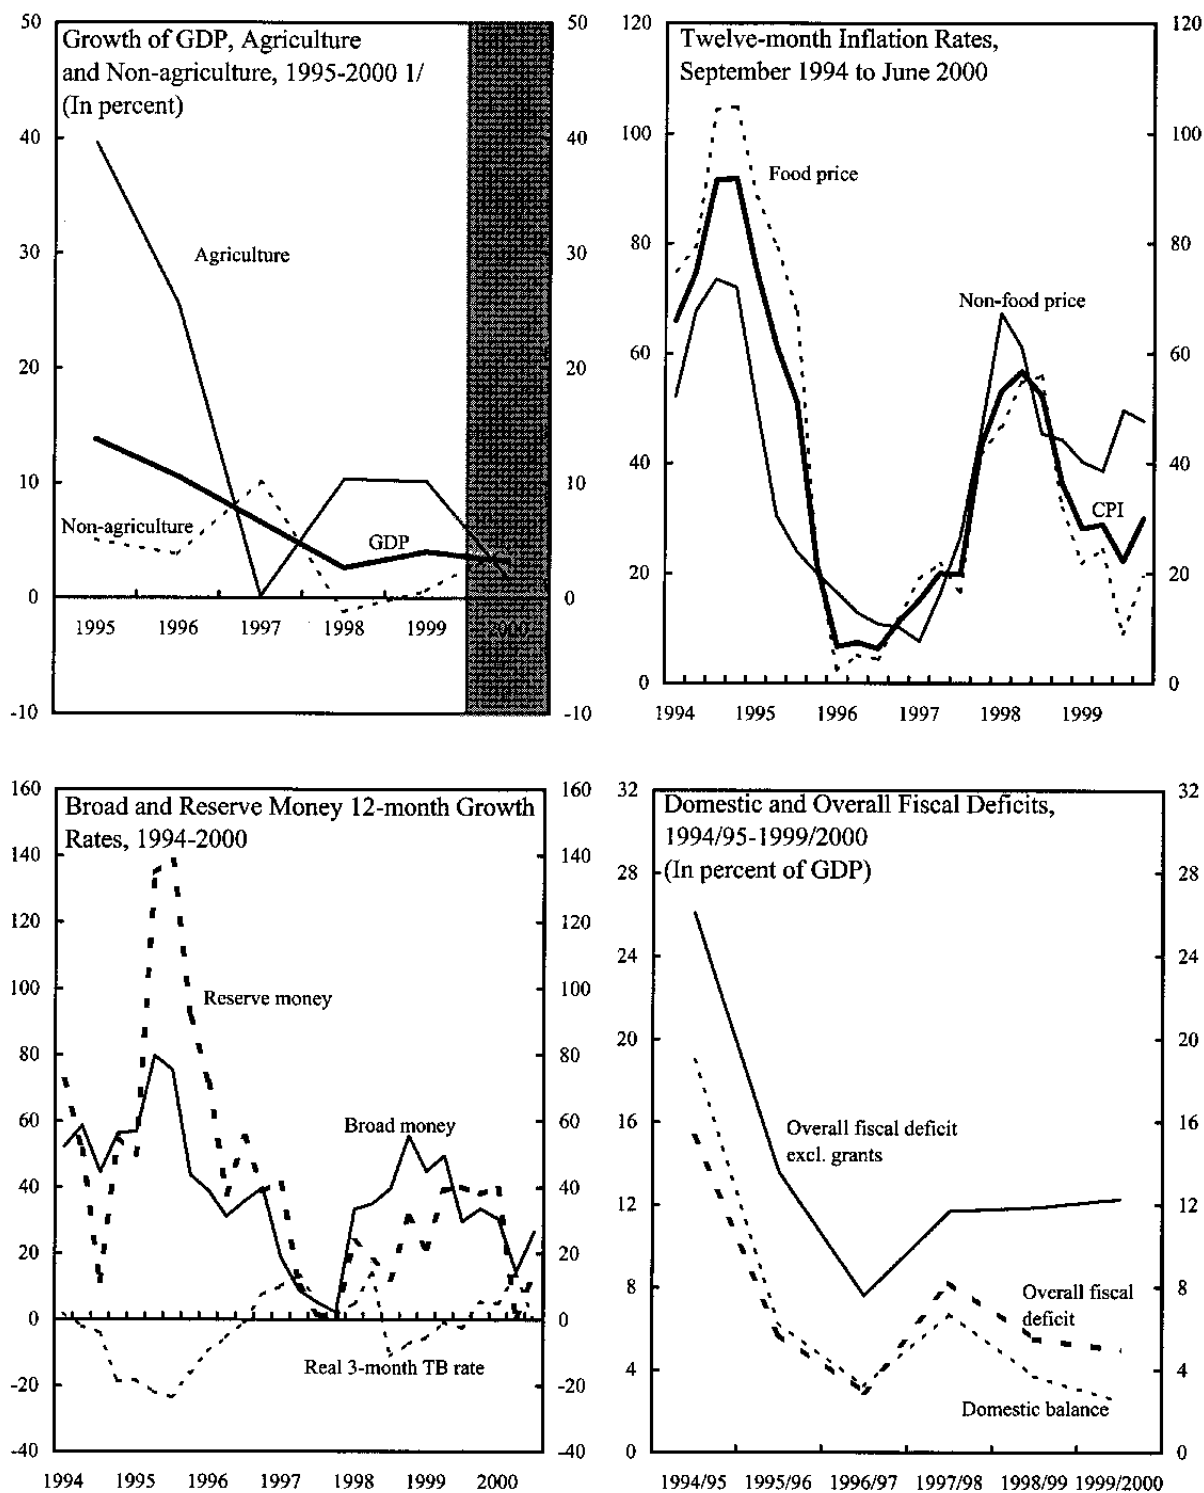 Growth of GDP, Agriculture
and Non-agriculture, 1995-2000 1/
(In percent)
50
40
30
20
10
0
-10
50
40
30
20
10
0
-10
Agriculture
Non-agriculture
GDP
1995 1996 1997 1998 1999 2000
Twelve-month Inflation Rates,
September 1994 to June 2000
120
100
80
60
40
20
0
120
100
80
60
40
20
0
Food price
Non-food price
CPI
1994 1995 1996 1997 1998 1999
Broad and Reserve Money 12-month Growth
Rates, 1994-2000
160
140
120
100
80
60
40
20
0
-20
-40
160
140
120
100
80
60
40
20
0
-20
-40
Reserve money
Broad money
Real 3-month TB rate
1994 1995 1996 1997 1998 1999 2000
Domestic and Overall Fiscal Deficits,
1994/95-1999/2000
(In percent of GDP)
32
28
24
20
16
12
8
4
0
32
28
24
20
16
12
8
4
0
Overall fiscal deficit
excl. grants
Overall fiscal
deficit
Domestic balance
1994/95 1995/96 1996/97 1997/98 1998/99 1999/2000